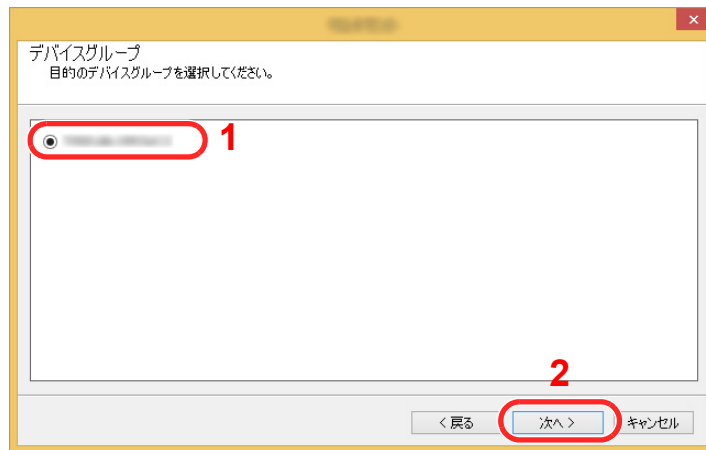 デバイスグループ
目的のデバイスグループを選択してください。
1
2
< 戻る
次へ >
キャンセル